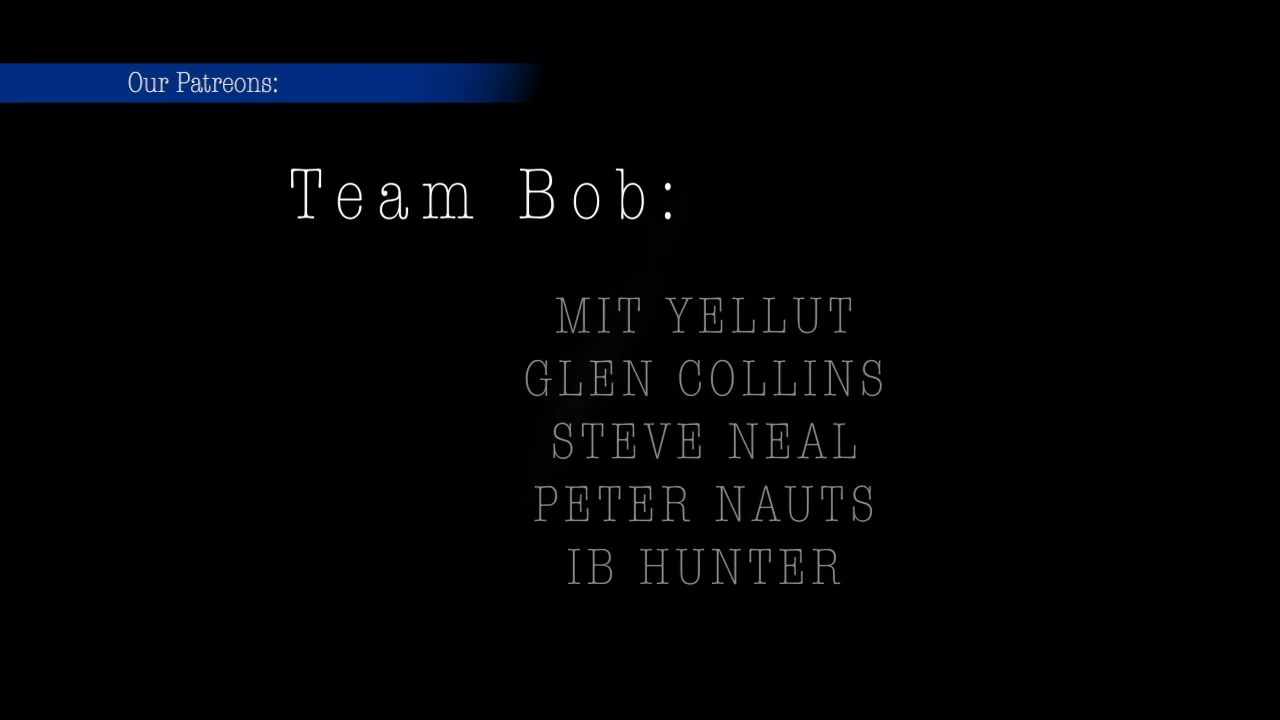 Our Patreons:
Team Bob:
MIT YELLUT
GLEN COLLINS
STEVE NEAL
PETER NAUTS
IB HUNTER